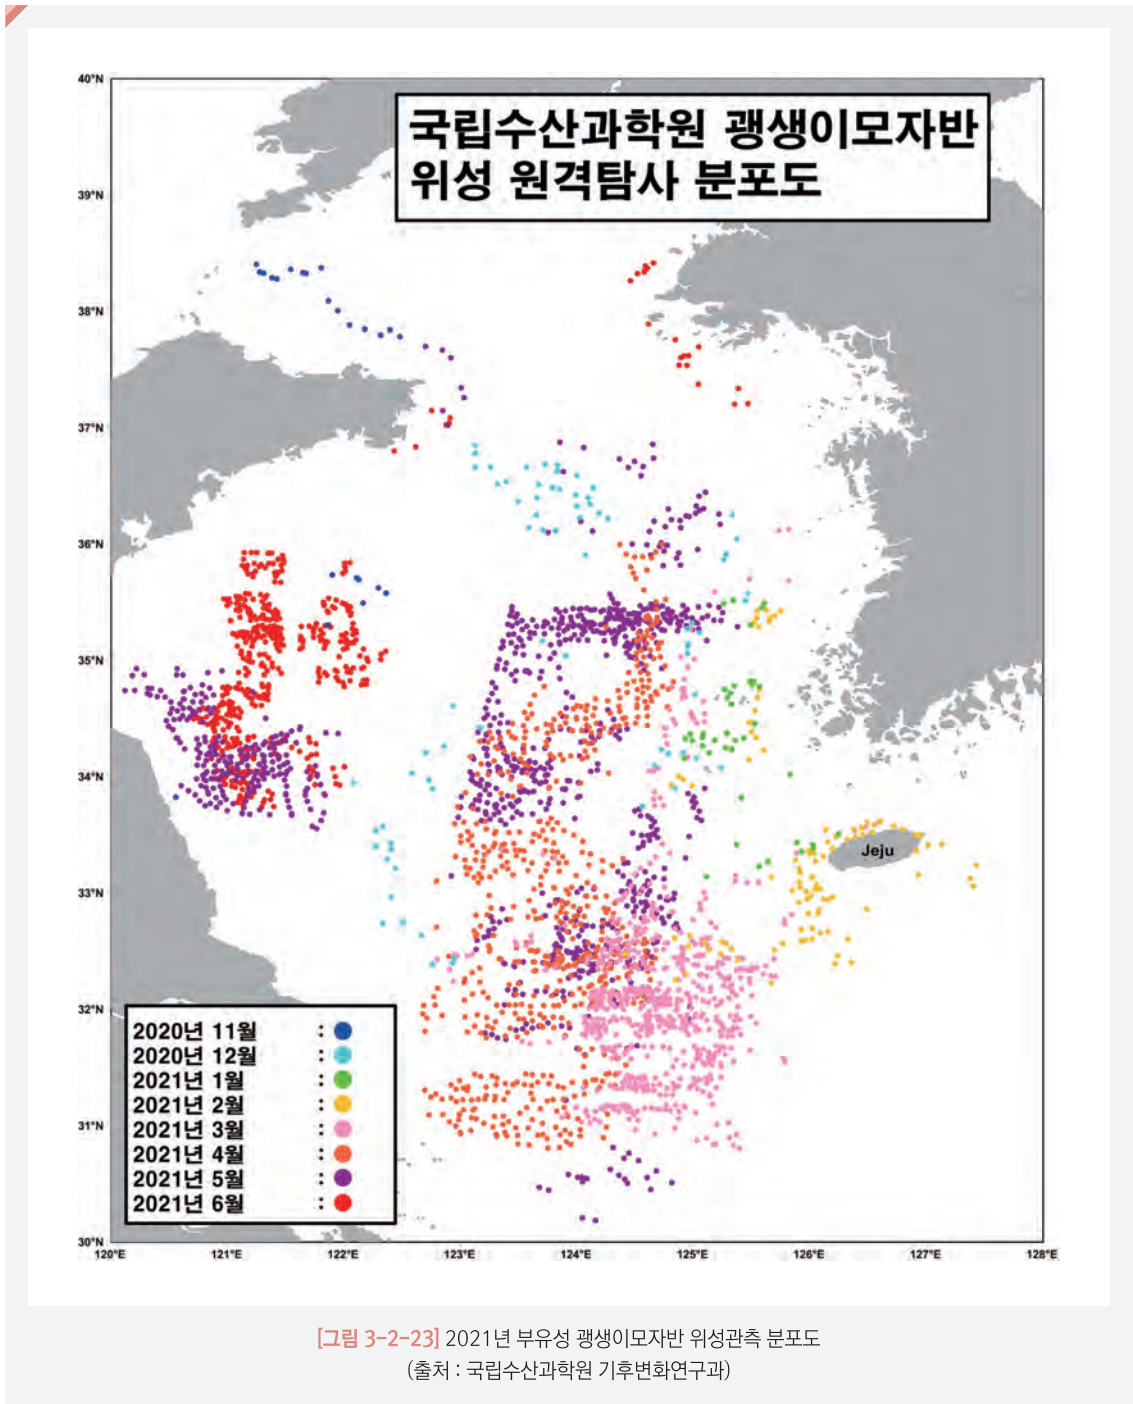 국립수산과학원 괭생이모자반
위성 원격탐사 분포도
40°N
39°N
38°N
37°N
36°N
35°N
34°N
33°N
32°N
31°N
30°N
Jeju
2020년 11월 :
2020년 12월 :
2021년 1월 :
2021년 2월 :
2021년 3월 :
2021년 4월 :
2021년 5월 :
2021년 6월 :
120°E 121°E 122°E 123°E 124°E 125°E 126°E 127°E 128°E
[그림 3-2-23] 2021년 부유성 괭생이모자반 위성관측 분포도
(출처 : 국립수산과학원 기후변화연구과)